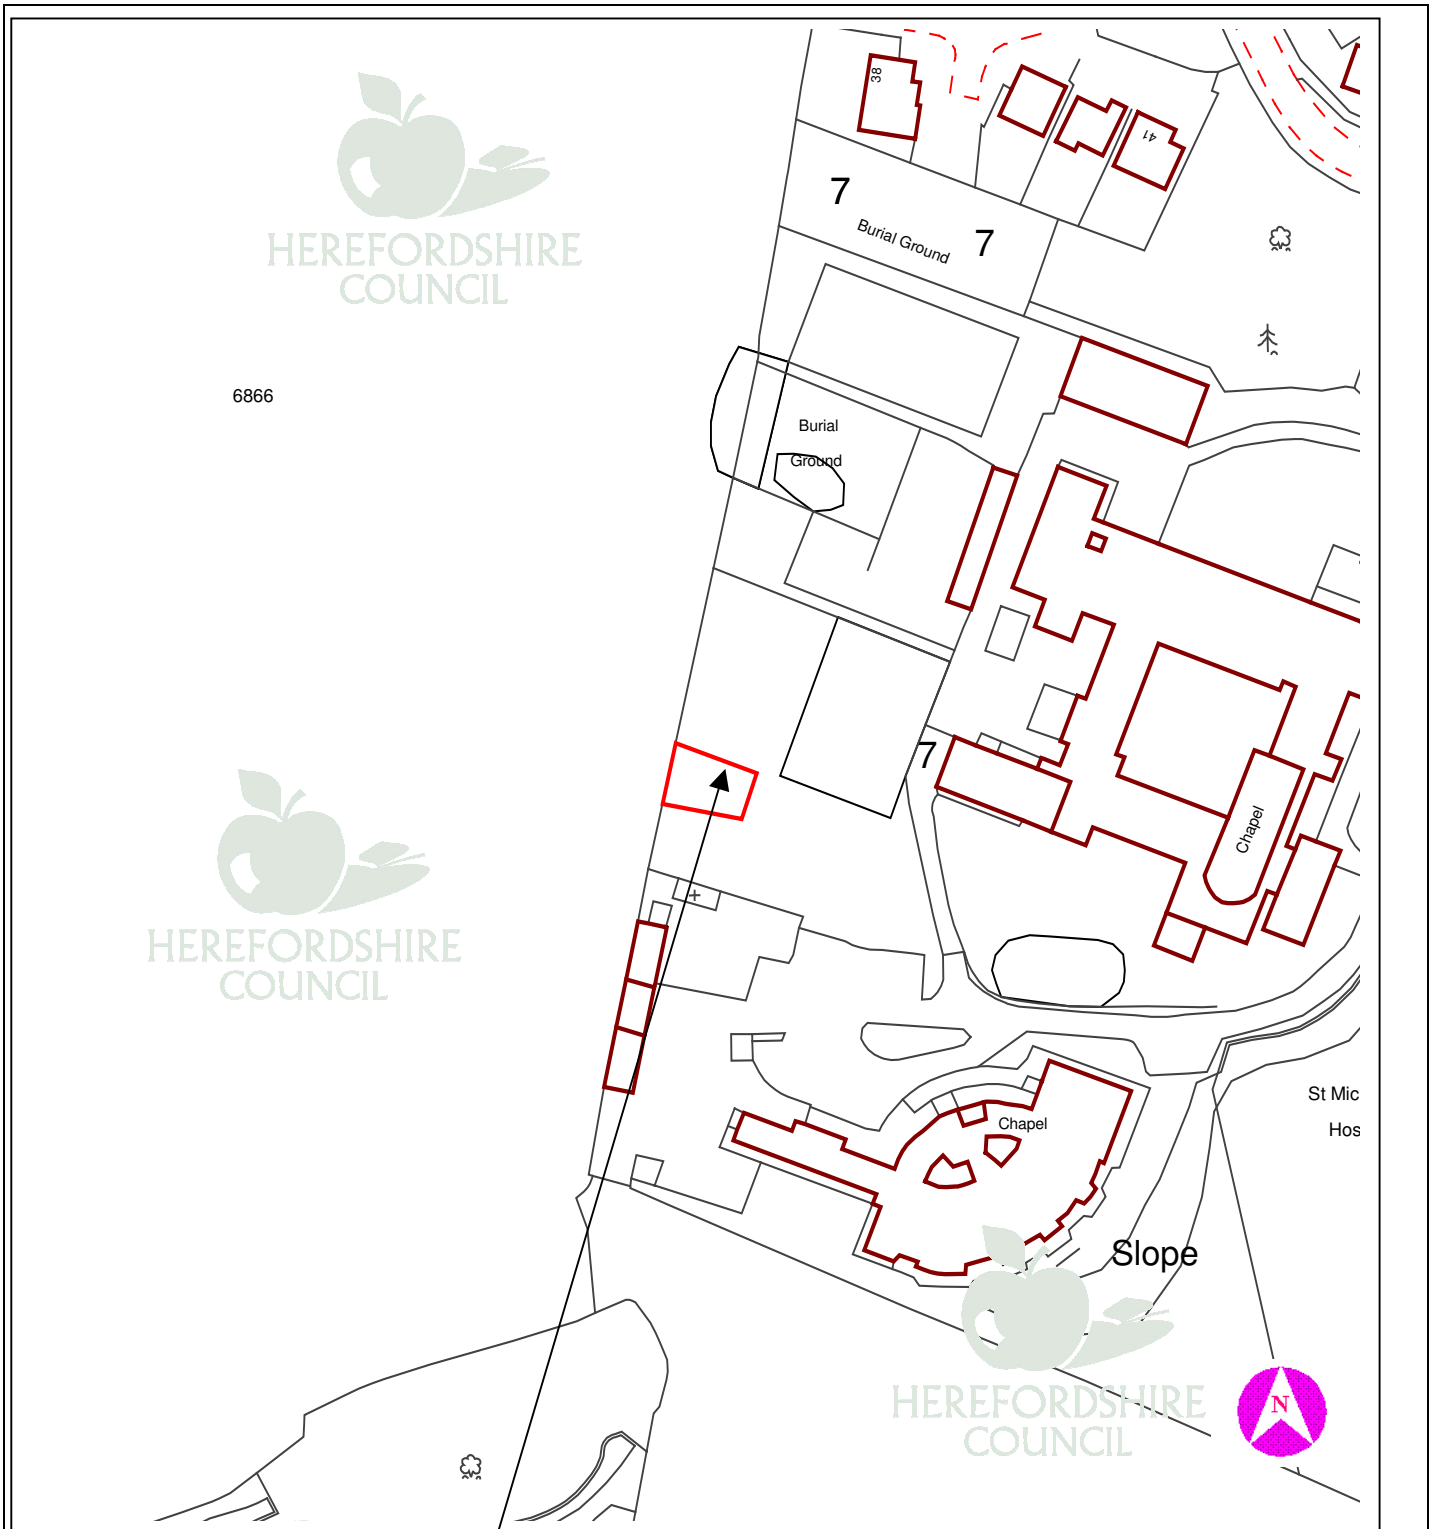 38
41
7
Burial Ground
7
HEREFORDSHIRE
COUNCIL
6866
Burial
Ground
7
Chapel
HEREFORDSHIRE
COUNCIL
St Mic
Hos
Chapel
Slope
HEREFORDSHIRE
COUNCIL
N